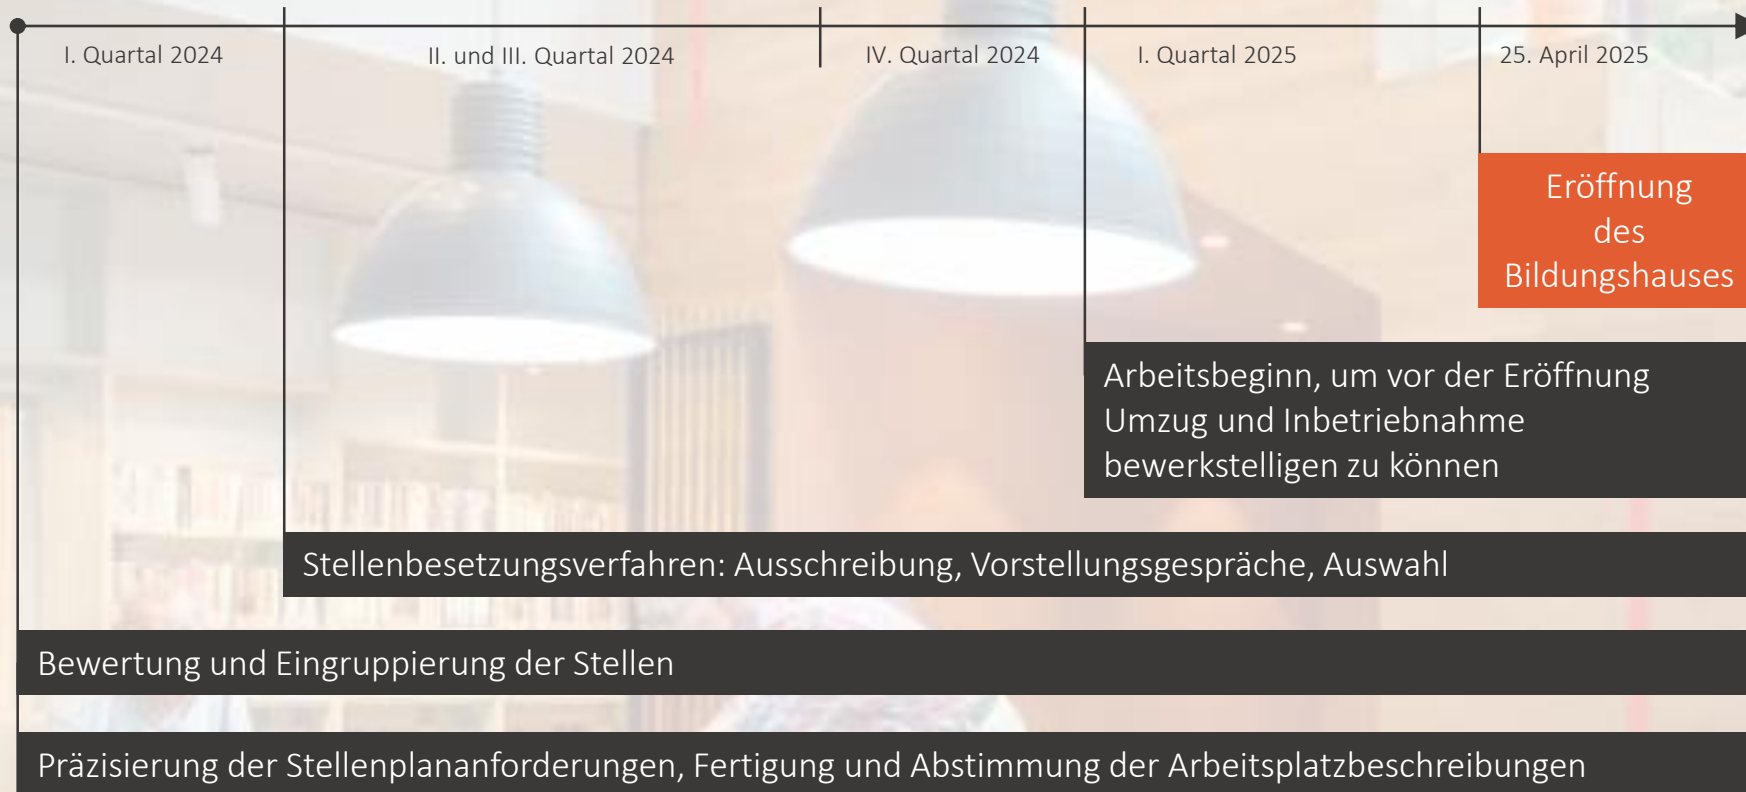 I. Quartal 2024
II. und III. Quartal 2024
IV. Quartal 2024
I. Quartal 2025
25. April 2025
Eröffnung
des
Bildungshauses
Arbeitsbeginn, um vor der Eröffnung
Umzug und Inbetriebnahme
bewerkstelligen zu können
Stellenbesetzungsverfahren: Ausschreibung, Vorstellungsgespräche, Auswahl
Bewertung und Eingruppierung der Stellen
Präzisierung der Stellenplananforderungen, Fertigung und Abstimmung der Arbeitsplatzbeschreibungen